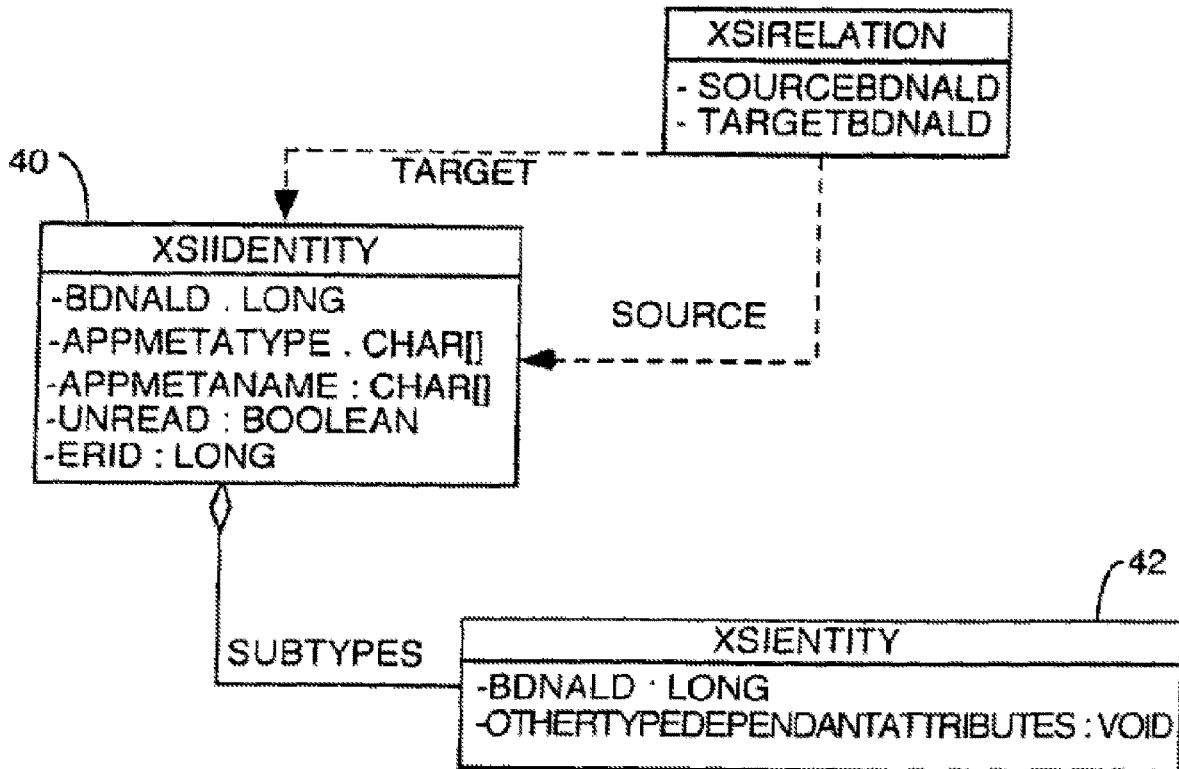 XSIRELATION
- SOURCEBDNALD
- TARGETBDNALD
40
TARGET
XSIIDENTITY
-BDNALD . LONG
-APPMETATYPE . CHAR[]
-APPMETANAME : CHAR[]
-UNREAD : BOOLEAN
-ERID : LONG
SOURCE
42
SUBTYPES
XSIENTITY
-BDNALD : LONG
-OTHERTYPEDEPENDANTATTRIBUTES : VOID